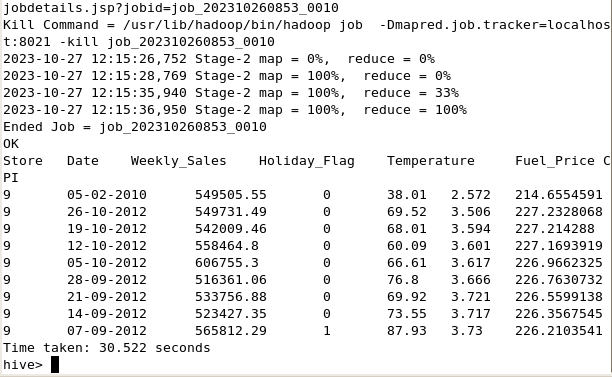 jobdetails.jsp?jobid=job_202310260853_0010
Kill Command = /usr/lib/hadoop/bin/hadoop job  -Dmapred.job.tracker=localhos
t:8021 -kill job_202310260853_0010
2023-10-27 12:15:26,752 Stage-2 map = 0%,  reduce = 0%
2023-10-27 12:15:28,769 Stage-2 map = 100%,  reduce = 0%
2023-10-27 12:15:35,940 Stage-2 map = 100%,  reduce = 33%
2023-10-27 12:15:36,950 Stage-2 map = 100%,  reduce = 100%
Ended Job = job_202310260853_0010
OK
Store   Date    Weekly_Sales    Holiday_Flag    Temperature     Fuel_Price C
PI
9       05-02-2010      549505.55       0       38.01   2.572   214.6554591
9       26-10-2012      549731.49       0       69.52   3.506   227.2328068
9       19-10-2012      542009.46       0       68.01   3.594   227.214288
9       12-10-2012      558464.8        0       60.09   3.601   227.1693919
9       05-10-2012      606755.3        0       66.61   3.617   226.9662325
9       28-09-2012      516361.06       0       76.8    3.666   226.7630732
9       21-09-2012      533756.88       0       69.92   3.721   226.5599138
9       14-09-2012      523427.35       0       73.55   3.717   226.3567545
9       07-09-2012      565812.29       1       87.93   3.73    226.2103541
Time taken: 30.522 seconds
hive>